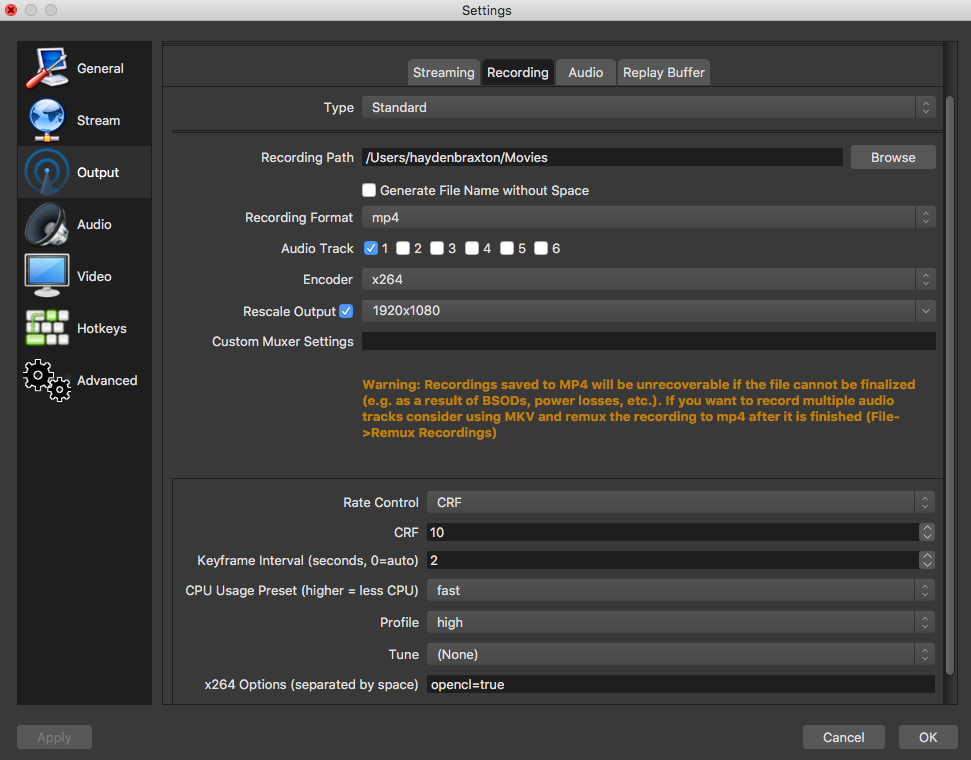 Settings
General
Stream
Output
Audio
Video
Hotkeys
Advanced
Streaming Recording Audio Replay Buffer
Type Standard
Recording Path /Users/haydenbraxton/Movies Browse
Generate File Name without Space
Recording Format mp4
Audio Track 1 2 3 4 5 6
Encoder x264
Rescale Output 1920x1080
Custom Muxer Settings
Warning: Recordings saved to MP4 will be unrecoverable if the file cannot be finalized
(e.g. as a result of BSODs, power losses, etc.). If you want to record multiple audio
tracks consider using MKV and remux the recording to mp4 after it is finished (File-
>Remux Recordings)
Rate Control CRF
CRF 10
Keyframe Interval (seconds, 0=auto) 2
CPU Usage Preset (higher = less CPU) fast
Profile high
Tune (None)
x264 Options (separated by space) opencl=true
Apply Cancel OK